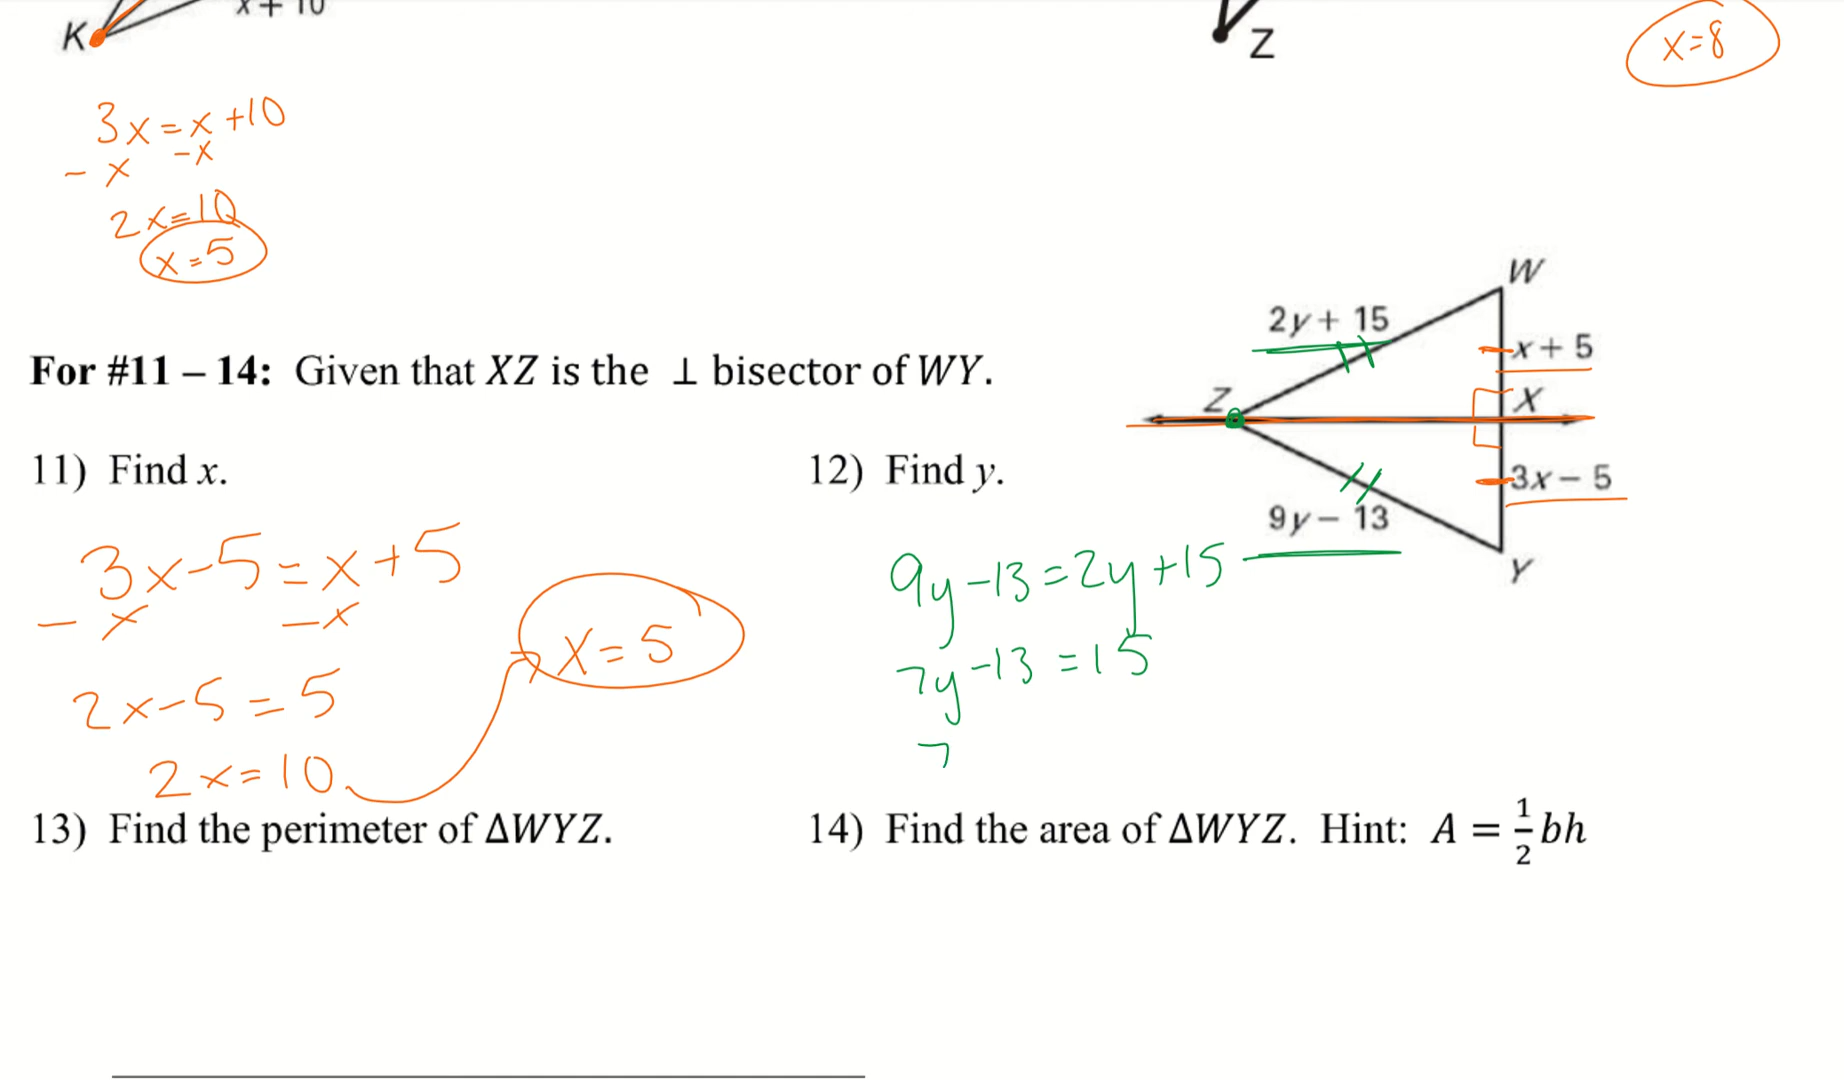 x + 10
K
Z
x=8
3x=x+10
-x -x
2x=10
x=5
W
2y + 15
x + 5
For #11 – 14: Given that XZ is the ⊥ bisector of WY.
Z
X
11) Find x.
12) Find y.
3x – 5
9y – 13
Y
3x-5=x+5
-x -x
x=5
2x-5=5
2x=10
9y-13=2y+15
7y-13=15
7
13) Find the perimeter of ΔWYZ.
14) Find the area of ΔWYZ. Hint: A = 1/2 bh